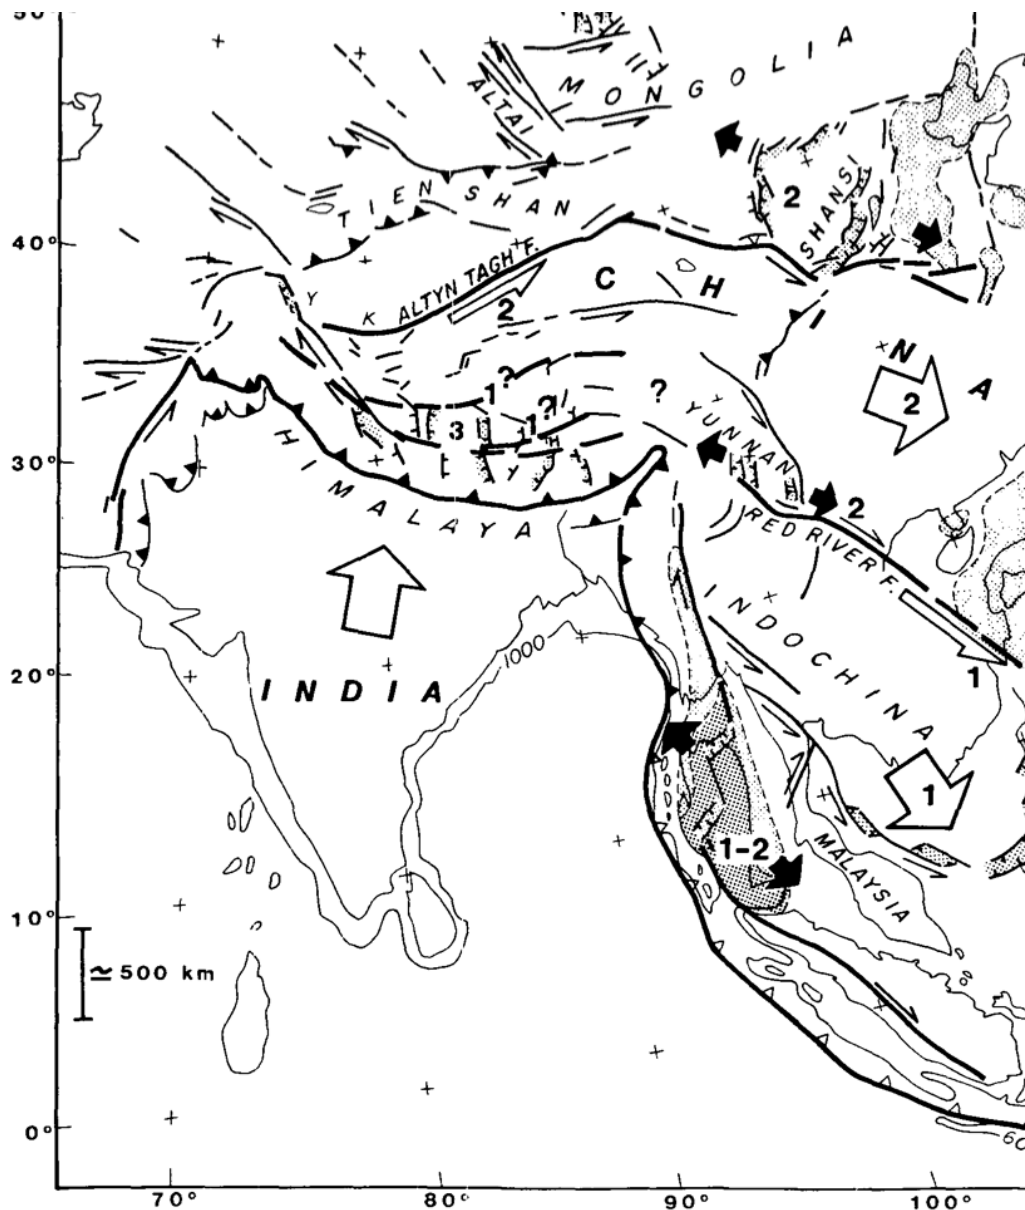 50°
MONGOLIA
ALTAI
TIEN SHAN
2
SHANSI
40°
ALTYN TAGH F.
K
Y
2
C H I N A
1
?
1
?
?
3
Y
2
YUNNAN
30°
HIMALAYA
2
RED RIVER F.
INDOCHINA
1000
1
20°
INDIA
1
1-2
MALAYSIA
10°
≃ 500 km
0°
60
70°
80°
90°
100°